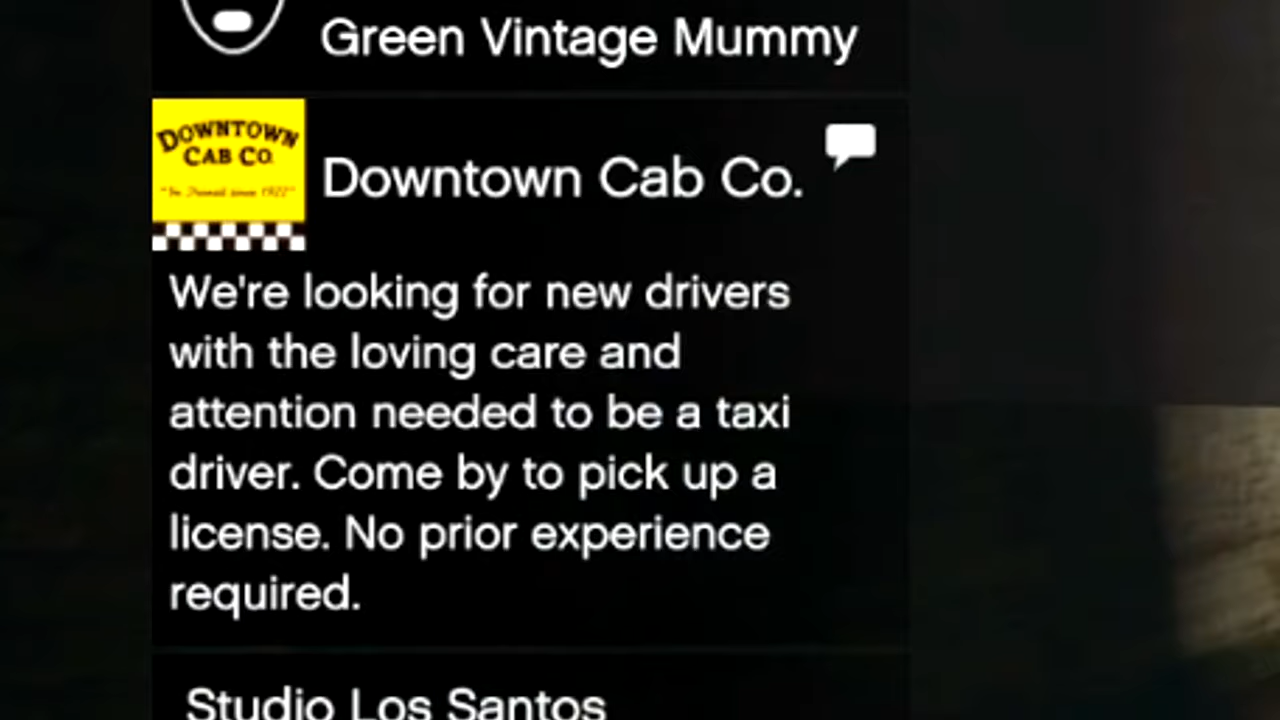 Green Vintage Mummy
DOWNTOWN
CAB CO.
Downtown Cab Co.
We're looking for new drivers
with the loving care and
attention needed to be a taxi
driver. Come by to pick up a
license. No prior experience
required.
Studio Los Santos